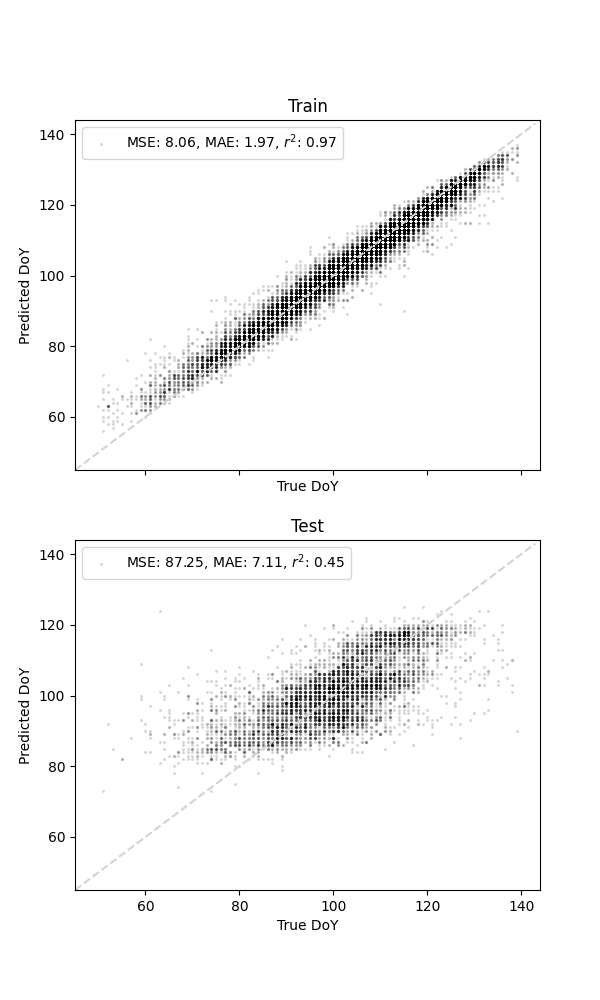 Train
MSE: 8.06, MAE: 1.97, r²: 0.97
140
120
100
80
60
Predicted DoY
True DoY
Test
MSE: 87.25, MAE: 7.11, r²: 0.45
140
120
100
80
60
Predicted DoY
60 80 100 120 140
True DoY